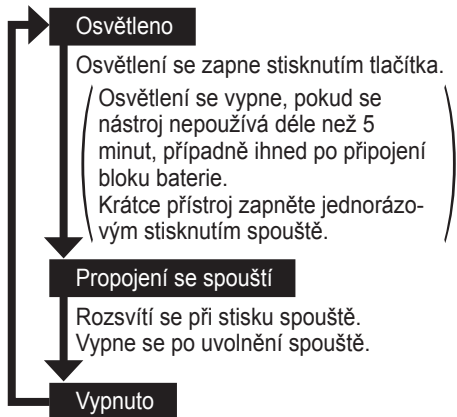 Osvětleno
Osvětlení se zapne stisknutím tlačítka.
Osvětlení se vypne, pokud se
nástroj nepoužívá déle než 5
minut, případně ihned po připojení
bloku baterie.
Krátce přístroj zapněte jednorázo-
vým stisknutím spouště.
Propojení se spouští
Rozsvítí se při stisku spouště.
Vypne se po uvolnění spouště.
Vypnuto